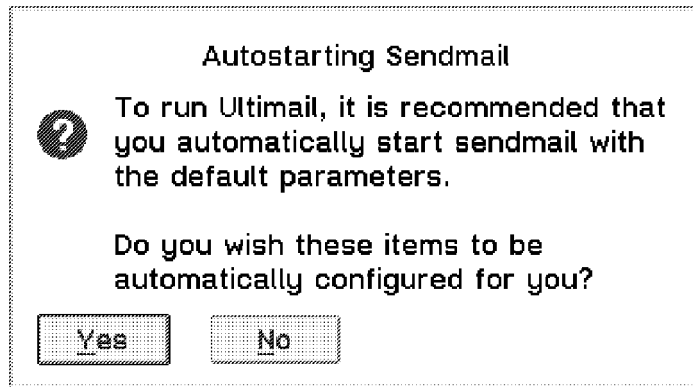 Autostarting Sendmail
To run Ultimail, it is recommended that
you automatically start sendmail with
the default parameters.
Do you wish these items to be
automatically configured for you?
Yes No